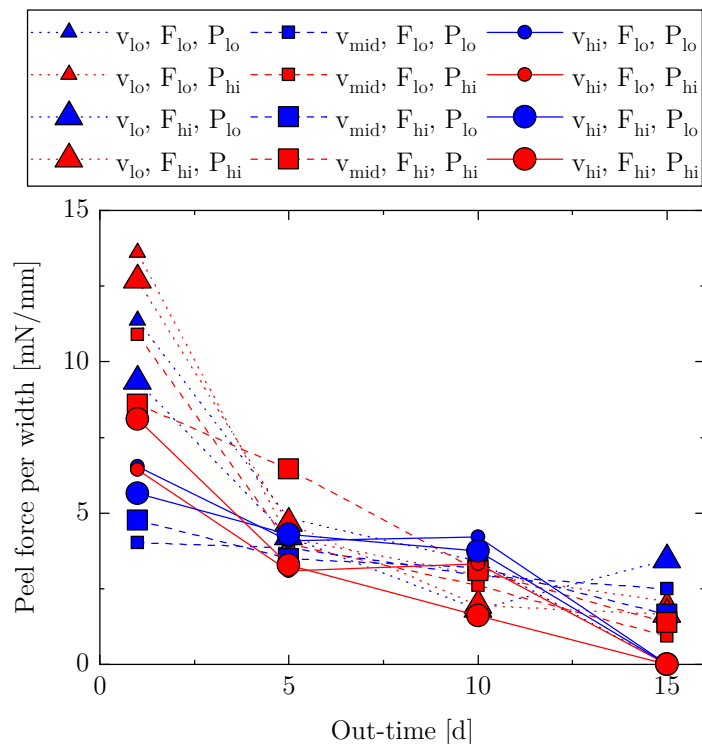 v_lo, F_lo, P_lo v_mid, F_lo, P_lo v_hi, F_lo, P_lo
v_lo, F_lo, P_hi v_mid, F_lo, P_hi v_hi, F_lo, P_hi
v_lo, F_hi, P_lo v_mid, F_hi, P_lo v_hi, F_hi, P_lo
v_lo, F_hi, P_hi v_mid, F_hi, P_hi v_hi, F_hi, P_hi
15
10
5
0
Peel force per width [mN/mm]
0 5 10 15
Out-time [d]